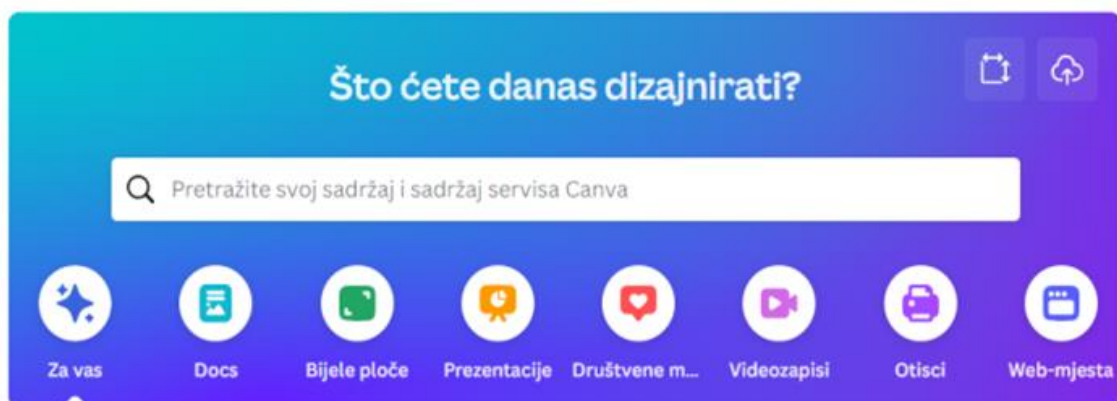 Što ćete danas dizajnirati?
Pretražite svoj sadržaj i sadržaj servisa Canva
Za vas
Docs
Bijele ploče
Prezentacije
Društvene m...
Videozapisi
Otisci
Web-mjesta